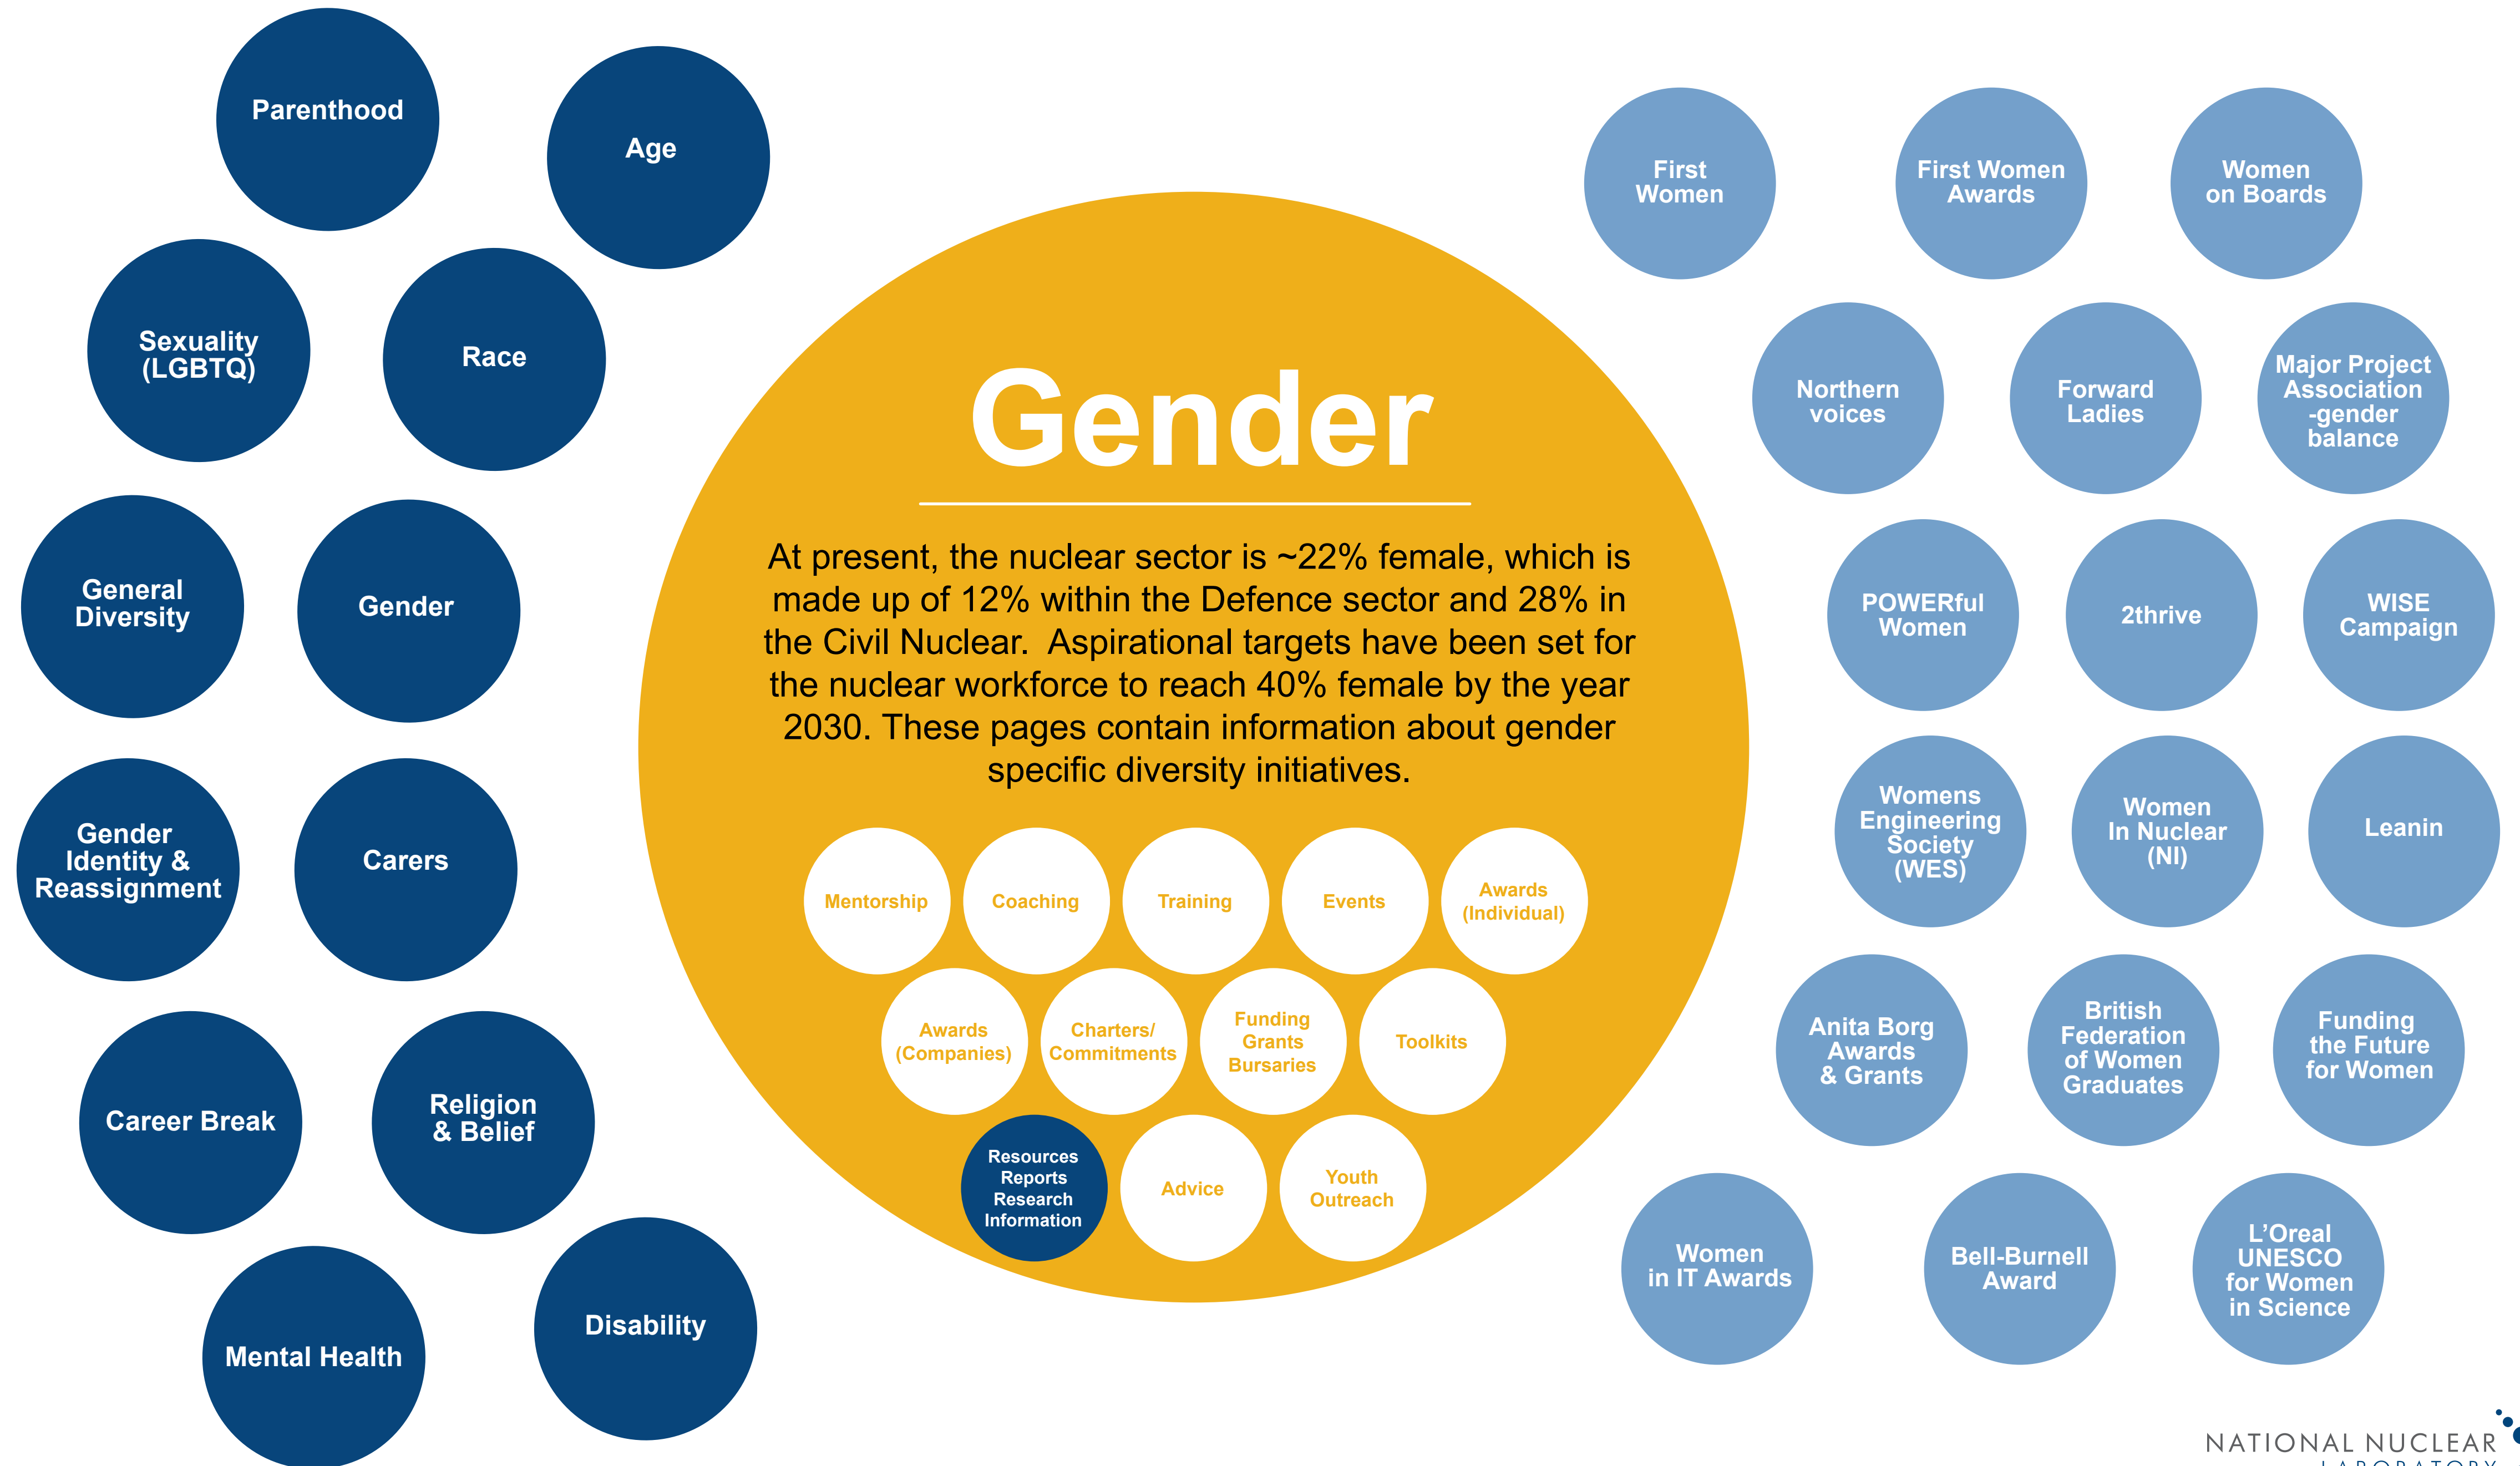 Parenthood
Age
Sexuality
(LGBTQ)
Race
General
Diversity
Gender
Gender
Identity &
Reassignment
Carers
Career Break
Religion
& Belief
Mental Health
Disability
Gender
At present, the nuclear sector is ~22% female, which is
made up of 12% within the Defence sector and 28% in
the Civil Nuclear.  Aspirational targets have been set for
the nuclear workforce to reach 40% female by the year
2030. These pages contain information about gender
specific diversity initiatives.
Mentorship
Coaching
Training
Events
Awards
(Individual)
Awards
(Companies)
Charters/
Commitments
Funding
Grants
Bursaries
Toolkits
Resources
Reports
Research
Information
Advice
Youth
Outreach
First
Women
First Women
Awards
Women
on Boards
Northern
voices
Forward
Ladies
Major Project
Association
-gender
balance
POWERful
Women
2thrive
WISE
Campaign
Womens
Engineering
Society
(WES)
Women
In Nuclear
(NI)
Leanin
Anita Borg
Awards
& Grants
British
Federation
of Women
Graduates
Funding
the Future
for Women
Women
in IT Awards
Bell-Burnell
Award
L’Oreal
UNESCO
for Women
in Science
NATIONAL NUCLEAR
LABORATORY